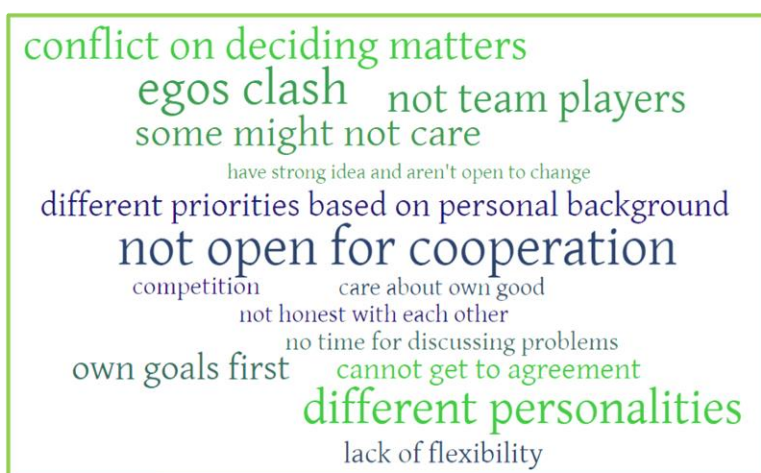 conflict on deciding matters
egos clash not team players
some might not care
have strong idea and aren't open to change
different priorities based on personal background
not open for cooperation
competition care about own good
not honest with each other
no time for discussing problems
own goals first cannot get to agreement
different personalities
lack of flexibility